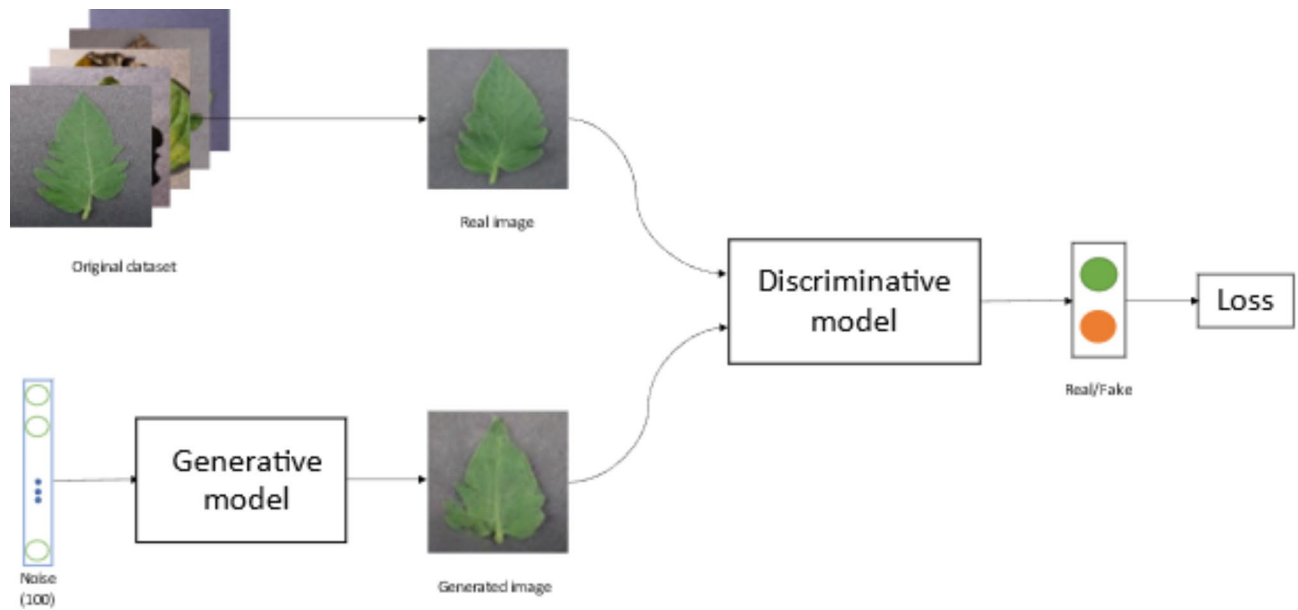 Real image
Original dataset
Discriminative
model
Loss
Real/Fake
Generative
model
Noise
(100)
Generated image